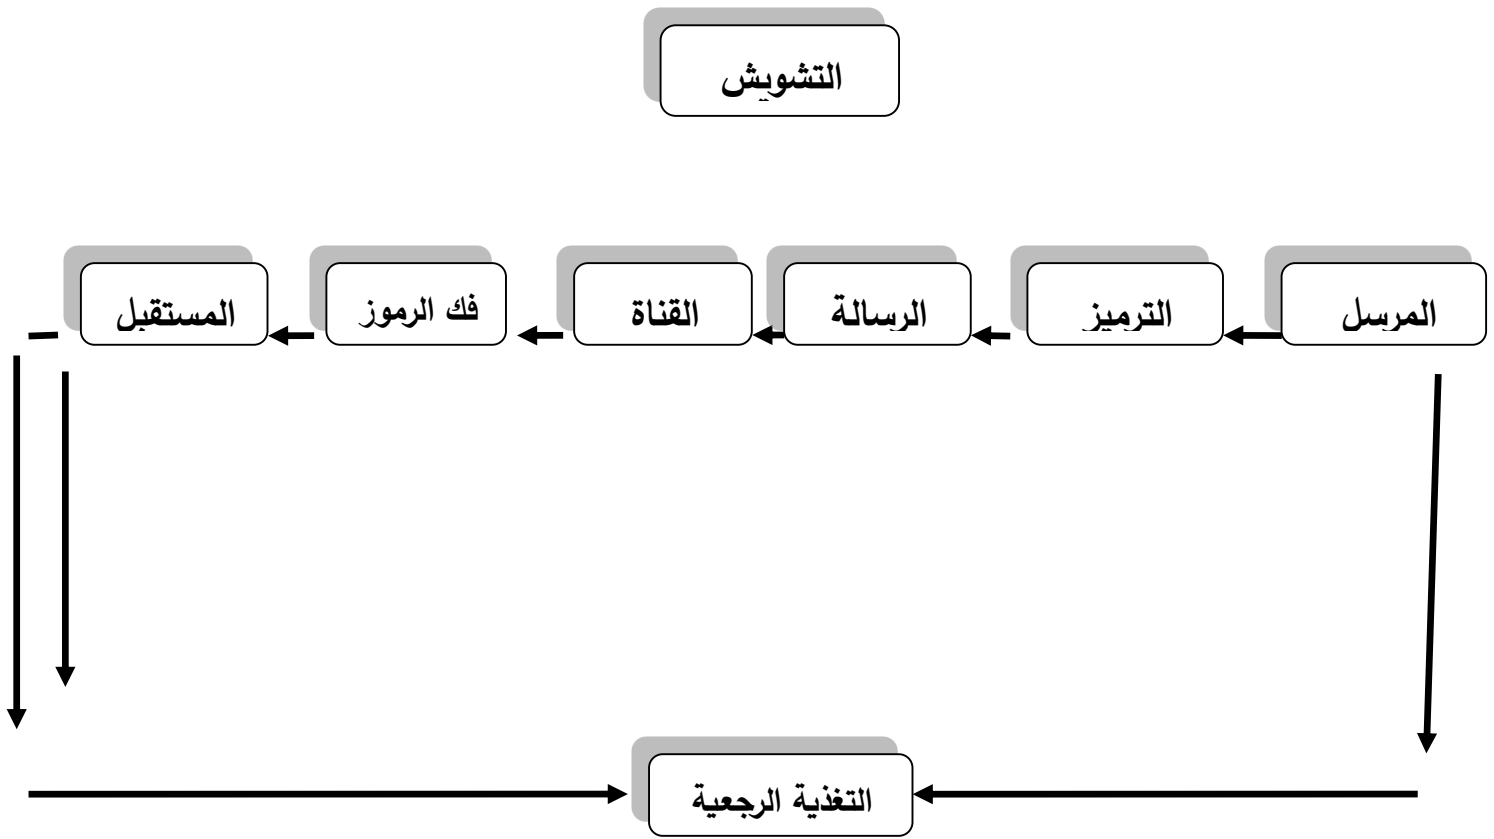 التشويش
المرسل
الترميز
الرسالة
القناة
فك الرموز
المستقبل
التغذية الرجعية